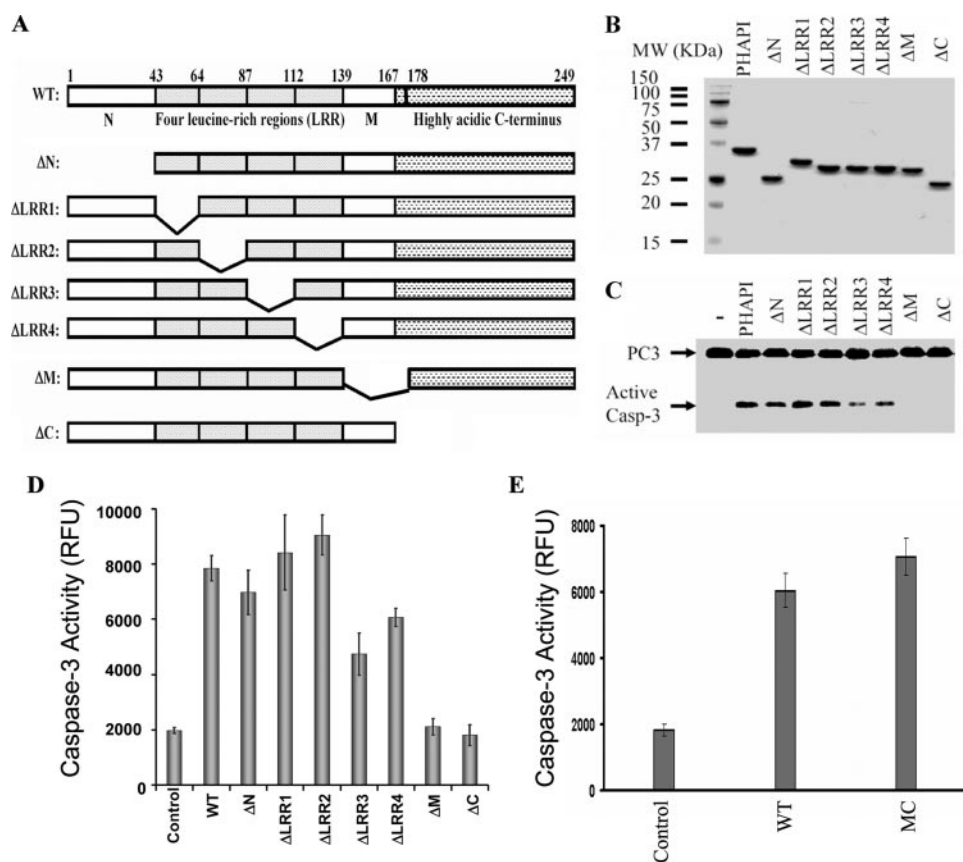 A
1 43 64 87 112 139 167 178 249
WT:
N Four leucine-rich regions (LRR) M Highly acidic C-terminus
ΔN:
ΔLRR1:
ΔLRR2:
ΔLRR3:
ΔLRR4:
ΔM:
ΔC:
B
MW (KDa) PHAPI ΔN ΔLRR1 ΔLRR2 ΔLRR3 ΔLRR4 ΔM ΔC
150
100
75
50
37
25
20
15
C
- PHAPI ΔN ΔLRR1 ΔLRR2 ΔLRR3 ΔLRR4 ΔM ΔC
PC3
Active
Casp-3
D
Caspase-3 Activity (RFU)
10000
8000
6000
4000
2000
0
Control WT ΔN ΔLRR1 ΔLRR2 ΔLRR3 ΔLRR4 ΔM ΔC
E
Caspase-3 Activity (RFU)
8000
6000
4000
2000
0
Control WT MC